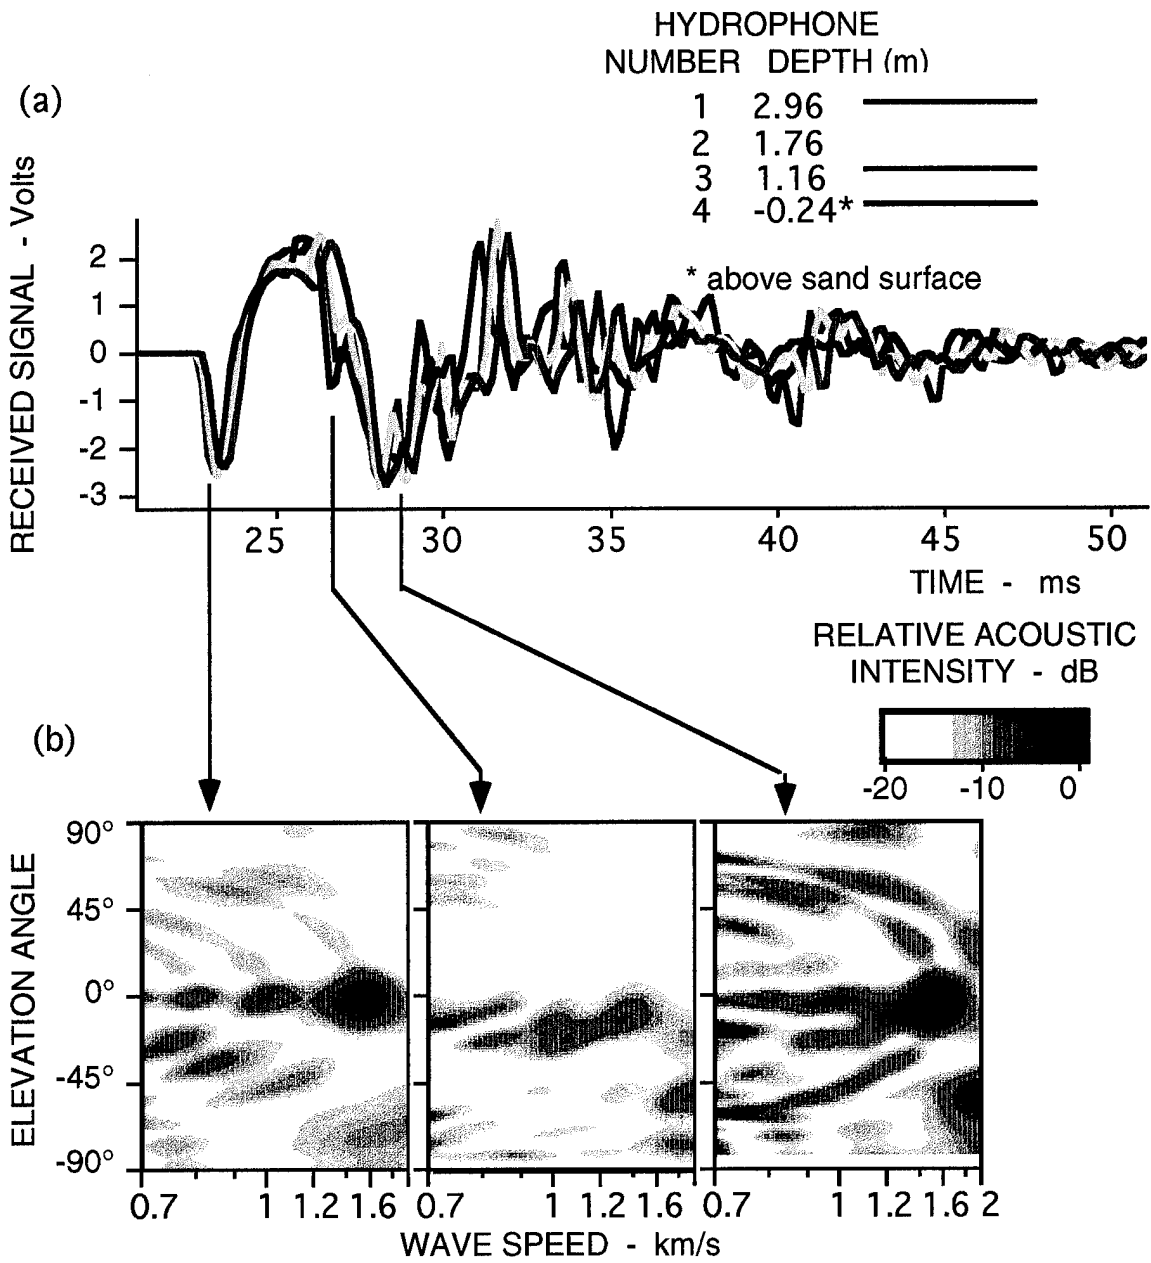 HYDROPHONE
NUMBER DEPTH (m)
(a)
1 2.96
2 1.76
3 1.16
4 -0.24*
* above sand surface
RECEIVED SIGNAL - Volts
2
1
0
-1
-2
-3
25 30 35 40 45 50
TIME - ms
RELATIVE ACOUSTIC
INTENSITY - dB
-20 -10 0
(b)
ELEVATION ANGLE
90°
45°
0°
-45°
-90°
0.7 1 1.2 1.6 0.7 1 1.2 1.6 0.7 1 1.2 1.6 2
WAVE SPEED - km/s